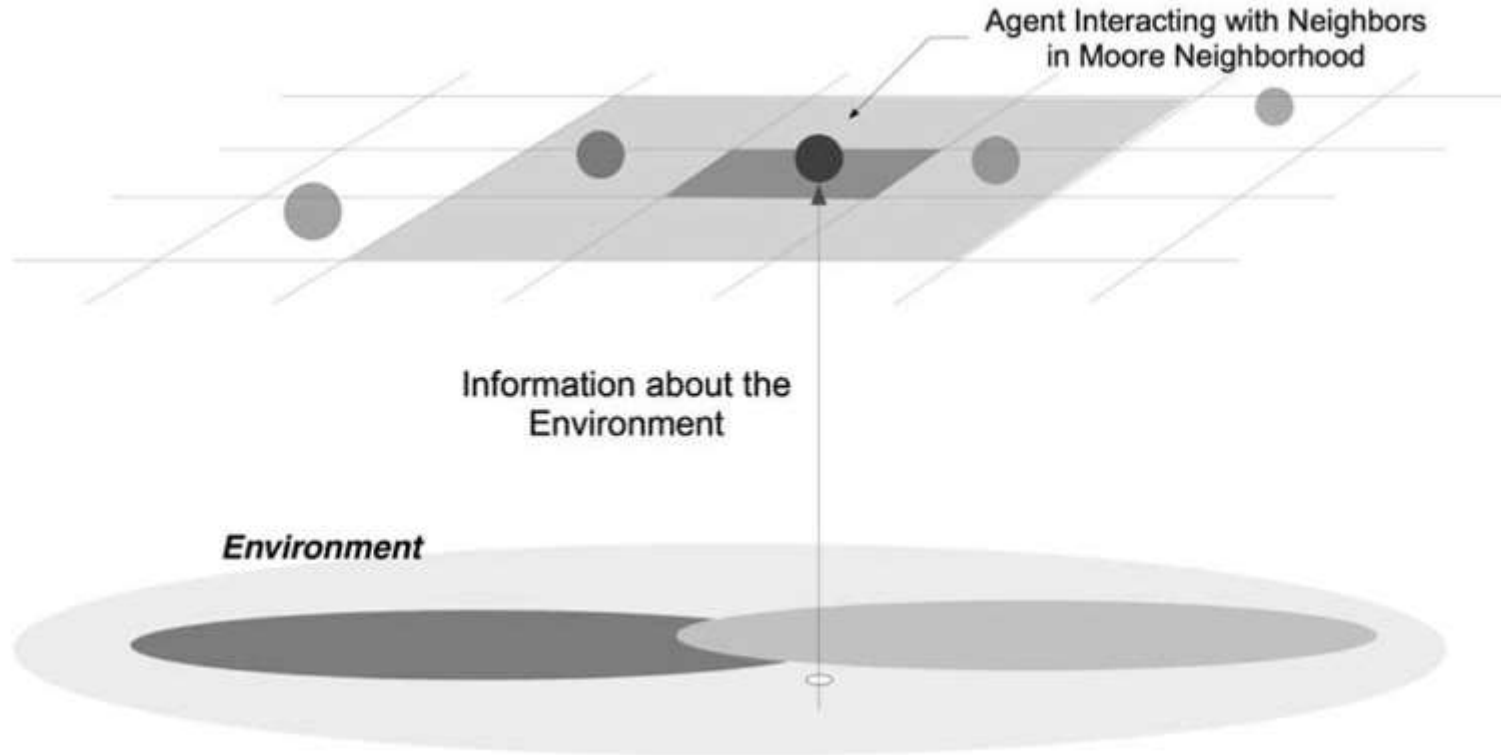 Agent Interacting with Neighbors
in Moore Neighborhood
Information about the
Environment
Environment